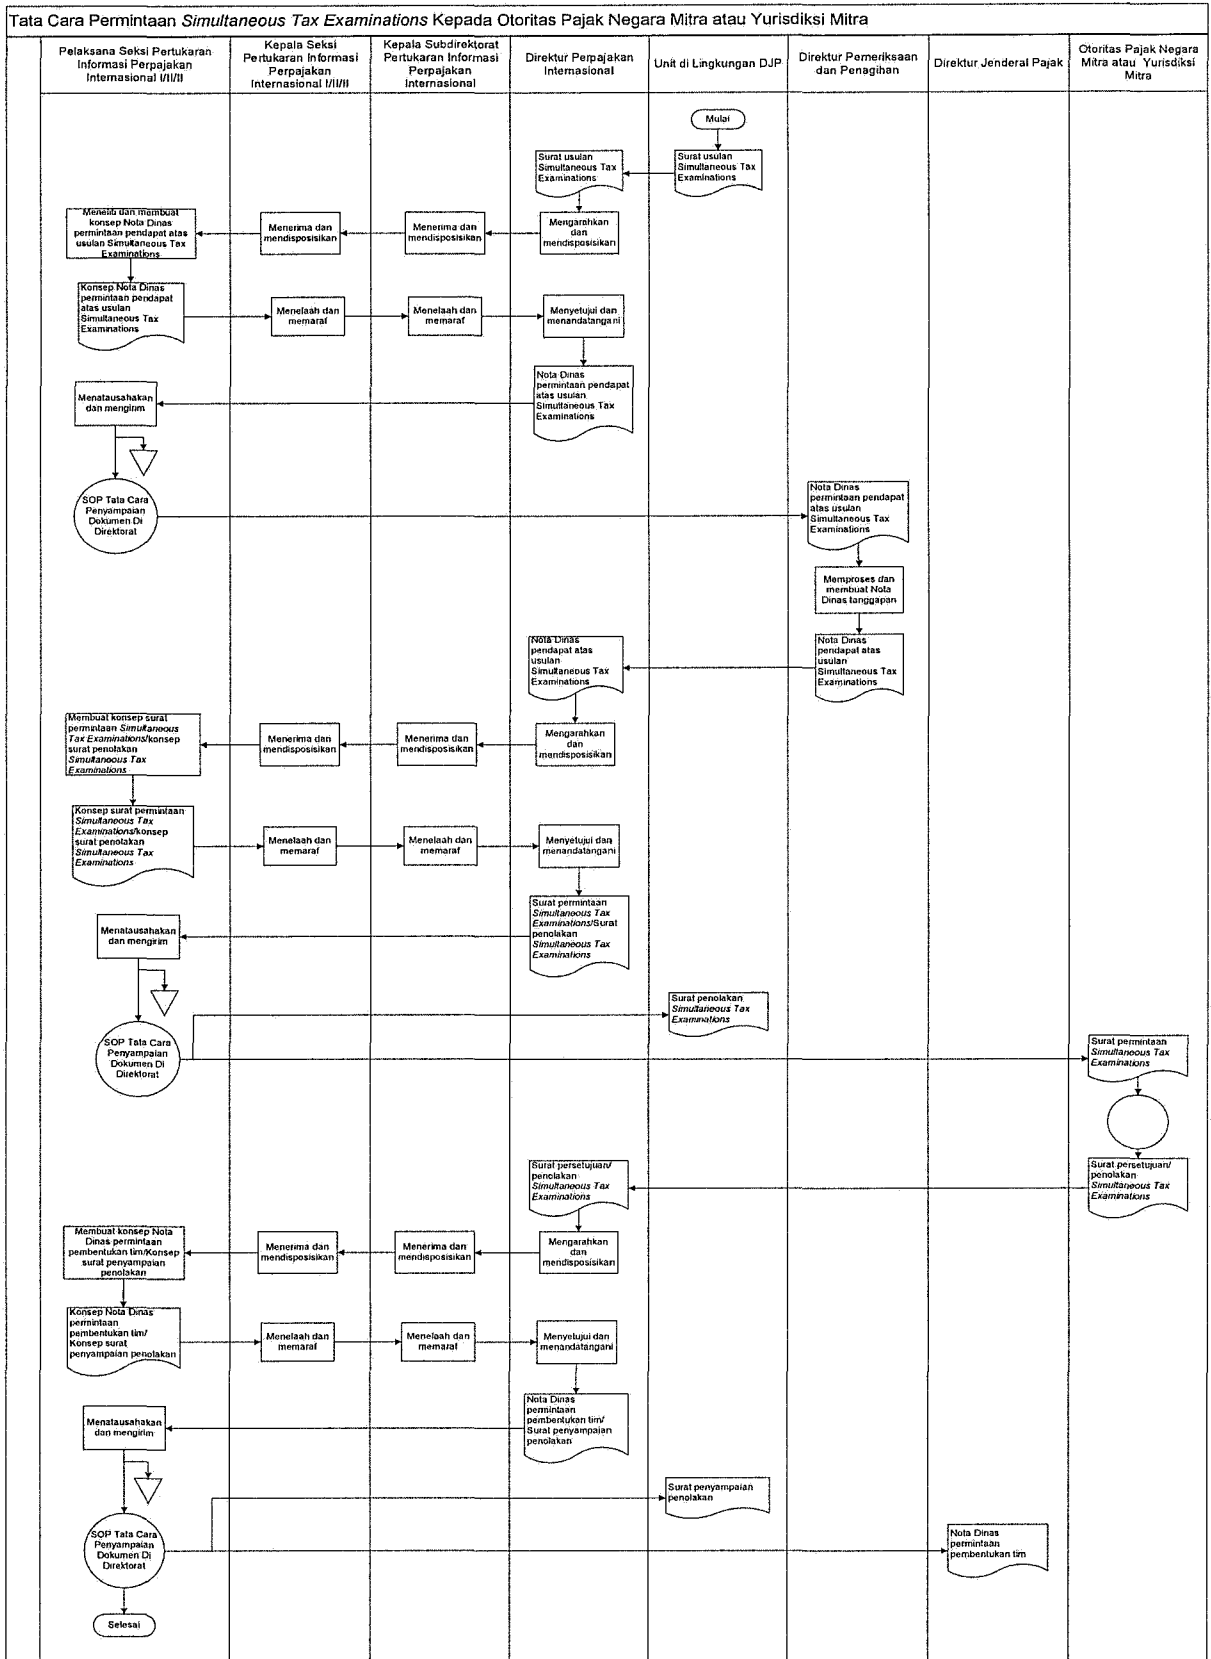 Tata Cara Permintaan Simultaneous Tax Examinations Kepada Otoritas Pajak Negara Mitra atau Yurisdiksi Mitra
Pelaksana Seksi Pertukaran
Informasi Perpajakan
Internasional I/II/III
Kepala Seksi
Pertukaran Informasi
Perpajakan
Internasional I/II/III
Kepala Subdirektorat
Pertukaran Informasi
Perpajakan
Internasional
Direktur Perpajakan
Internasional
Unit di Lingkungan DJP
Direktur Pemeriksaan
dan Penagihan
Direktur Jenderal Pajak
Otoritas Pajak Negara
Mitra atau Yurisdiksi
Mitra
Mulai
Surat usulan
Simultaneous Tax
Examinations
Surat usulan
Simultaneous Tax
Examinations
Meneliti dan membuat
konsep Nota Dinas
permintaan pendapat atas
usulan Simultaneous Tax
Examinations
Menerima dan
mendisposisikan
Menerima dan
mendisposisikan
Mengarahkan
dan
mendisposisikan
Konsep Nota Dinas
permintaan pendapat
atas usulan
Simultaneous Tax
Examinations
Menelaah dan
memaraf
Menelaah dan
memaraf
Menyetujui dan
menandatangani
Nota Dinas
permintaan pendapat
atas usulan
Simultaneous Tax
Examinations
Menatausahakan
dan mengirim
SOP Tata Cara
Penyampaian
Dokumen Di
Direktorat
Nota Dinas
permintaan pendapat
atas usulan
Simultaneous Tax
Examinations
Memproses dan
membuat Nota
Dinas tanggapan
Nota Dinas
pendapat atas
usulan
Simultaneous Tax
Examinations
Nota Dinas
pendapat atas
usulan
Simultaneous Tax
Examinations
Membuat konsep surat
permintaan Simultaneous
Tax Examinations/konsep
surat penolakan
Simultaneous Tax
Examinations
Menerima dan
mendisposisikan
Menerima dan
mendisposisikan
Mengarahkan
dan
mendisposisikan
Konsep surat permintaan
Simultaneous Tax
Examinations/konsep
surat penolakan
Simultaneous Tax
Examinations
Menelaah dan
memaraf
Menelaah dan
memaraf
Menyetujui dan
menandatangani
Surat permintaan
Simultaneous Tax
Examinations/Surat
penolakan
Simultaneous Tax
Examinations
Menatausahakan
dan mengirim
Surat penolakan
Simultaneous Tax
Examinations
SOP Tata Cara
Penyampaian
Dokumen Di
Direktorat
Surat permintaan
Simultaneous Tax
Examinations
Surat persetujuan/
penolakan
Simultaneous Tax
Examinations
Surat persetujuan/
penolakan
Simultaneous Tax
Examinations
Membuat konsep Nota
Dinas permintaan
pembentukan tim/Konsep
surat penyampaian
penolakan
Menerima dan
mendisposisikan
Menerima dan
mendisposisikan
Mengarahkan
dan
mendisposisikan
Konsep Nota Dinas
permintaan
pembentukan tim/
Konsep surat
penyampaian penolakan
Menelaah dan
memaraf
Menelaah dan
memaraf
Menyetujui dan
menandatangani
Nota Dinas
permintaan
pembentukan tim/
Surat penyampaian
penolakan
Menatausahakan
dan mengirim
Surat penyampaian
penolakan
SOP Tata Cara
Penyampaian
Dokumen Di
Direktorat
Nota Dinas
permintaan
pembentukan tim
Selesai